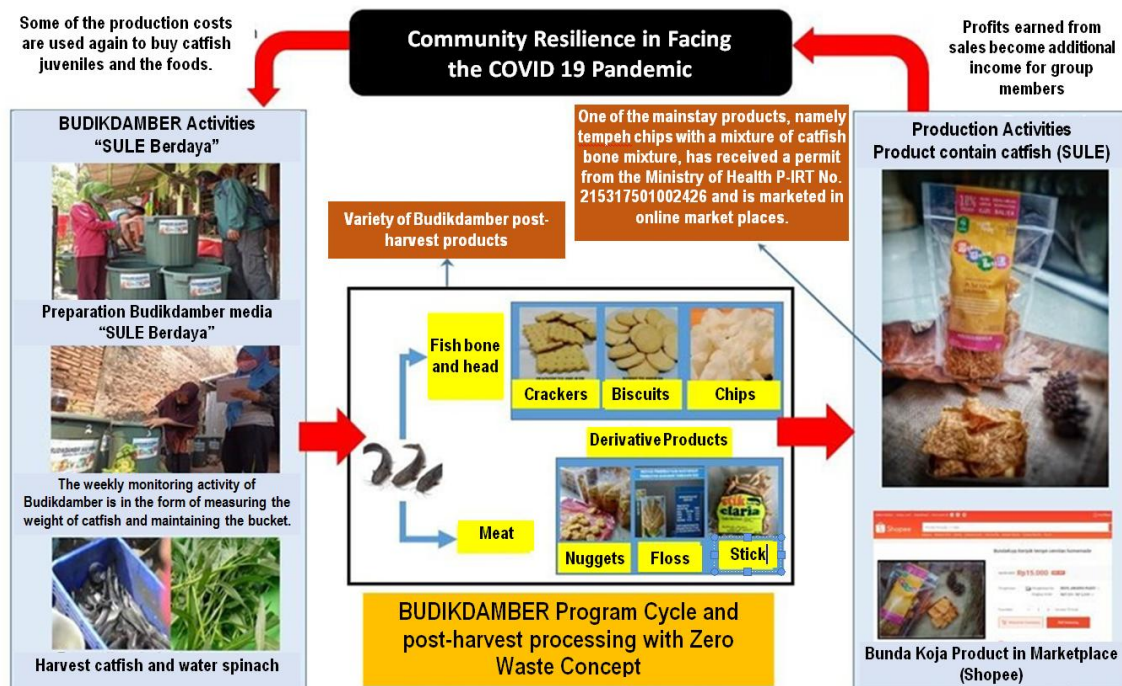 Some of the production costs
are used again to buy catfish
juveniles and the foods.
Community Resilience in Facing
the COVID 19 Pandemic
Profits earned from
sales become additional
income for group
members
BUDIKDAMBER Activities
“SULE Berdaya”
Preparation Budikdamber media
“SULE Berdaya”
The weekly monitoring activity of
Budikdamber is in the form of measuring the
weight of catfish and maintaining the bucket.
Harvest catfish and water spinach
Variety of Budikdamber post-
harvest products
One of the mainstay products, namely
tempeh chips with a mixture of catfish
bone mixture, has received a permit
from the Ministry of Health P-IRT No.
215317501002426 and is marketed in
online market places.
Fish bone
and head
Crackers
Biscuits
Chips
Derivative Products
Meat
Nuggets
Floss
Stick
claria
BUDIKDAMBER Program Cycle and
post-harvest processing with Zero
Waste Concept
Production Activities
Product contain catfish (SULE)
18%
SULE
Shopee
Rp15.000
Bunda Koja Product in Marketplace
(Shopee)